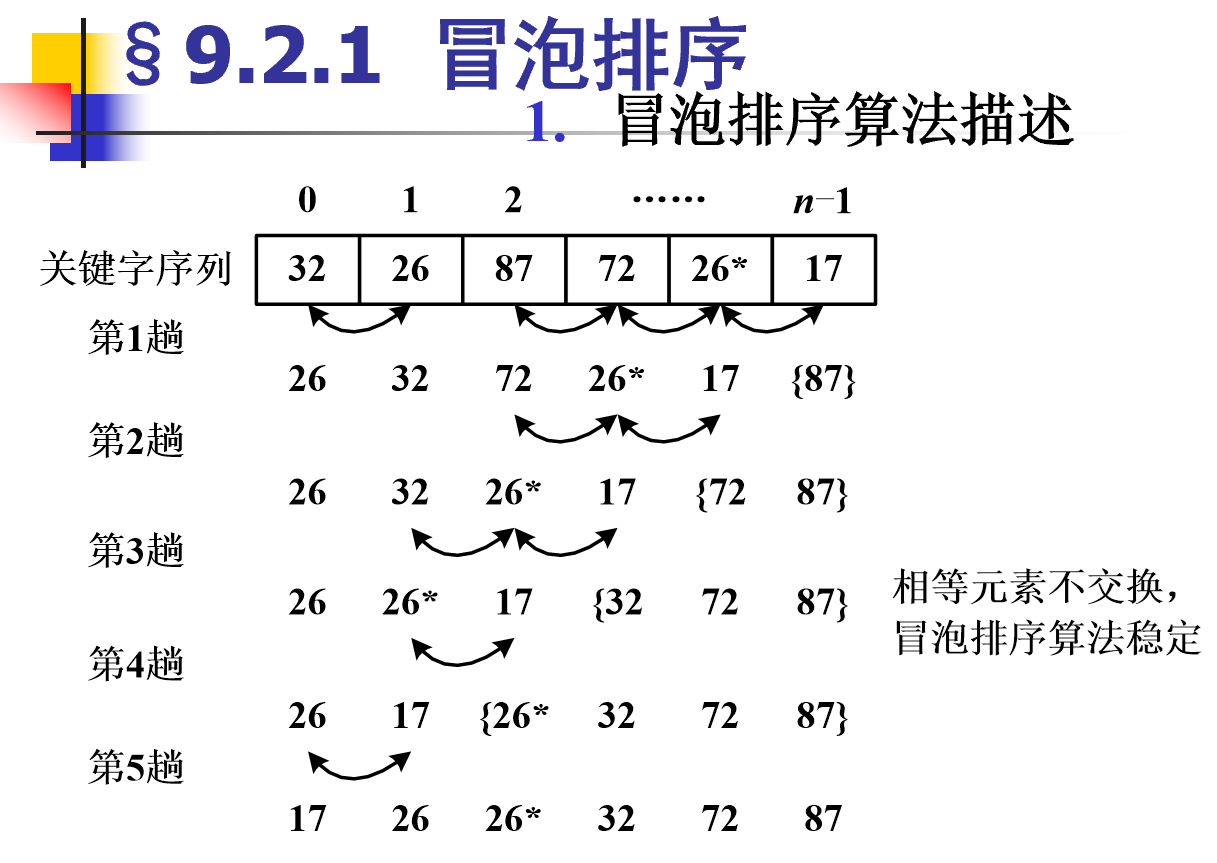 § 9.2.1 冒泡排序
1. 冒泡排序算法描述
0 1 2 …… n−1
关键字序列 32 26 87 72 26* 17
第1趟
26 32 72 26* 17 {87}
第2趟
26 32 26* 17 {72 87}
第3趟
26 26* 17 {32 72 87}
相等元素不交换，
冒泡排序算法稳定
第4趟
26 17 {26* 32 72 87}
第5趟
17 26 26* 32 72 87